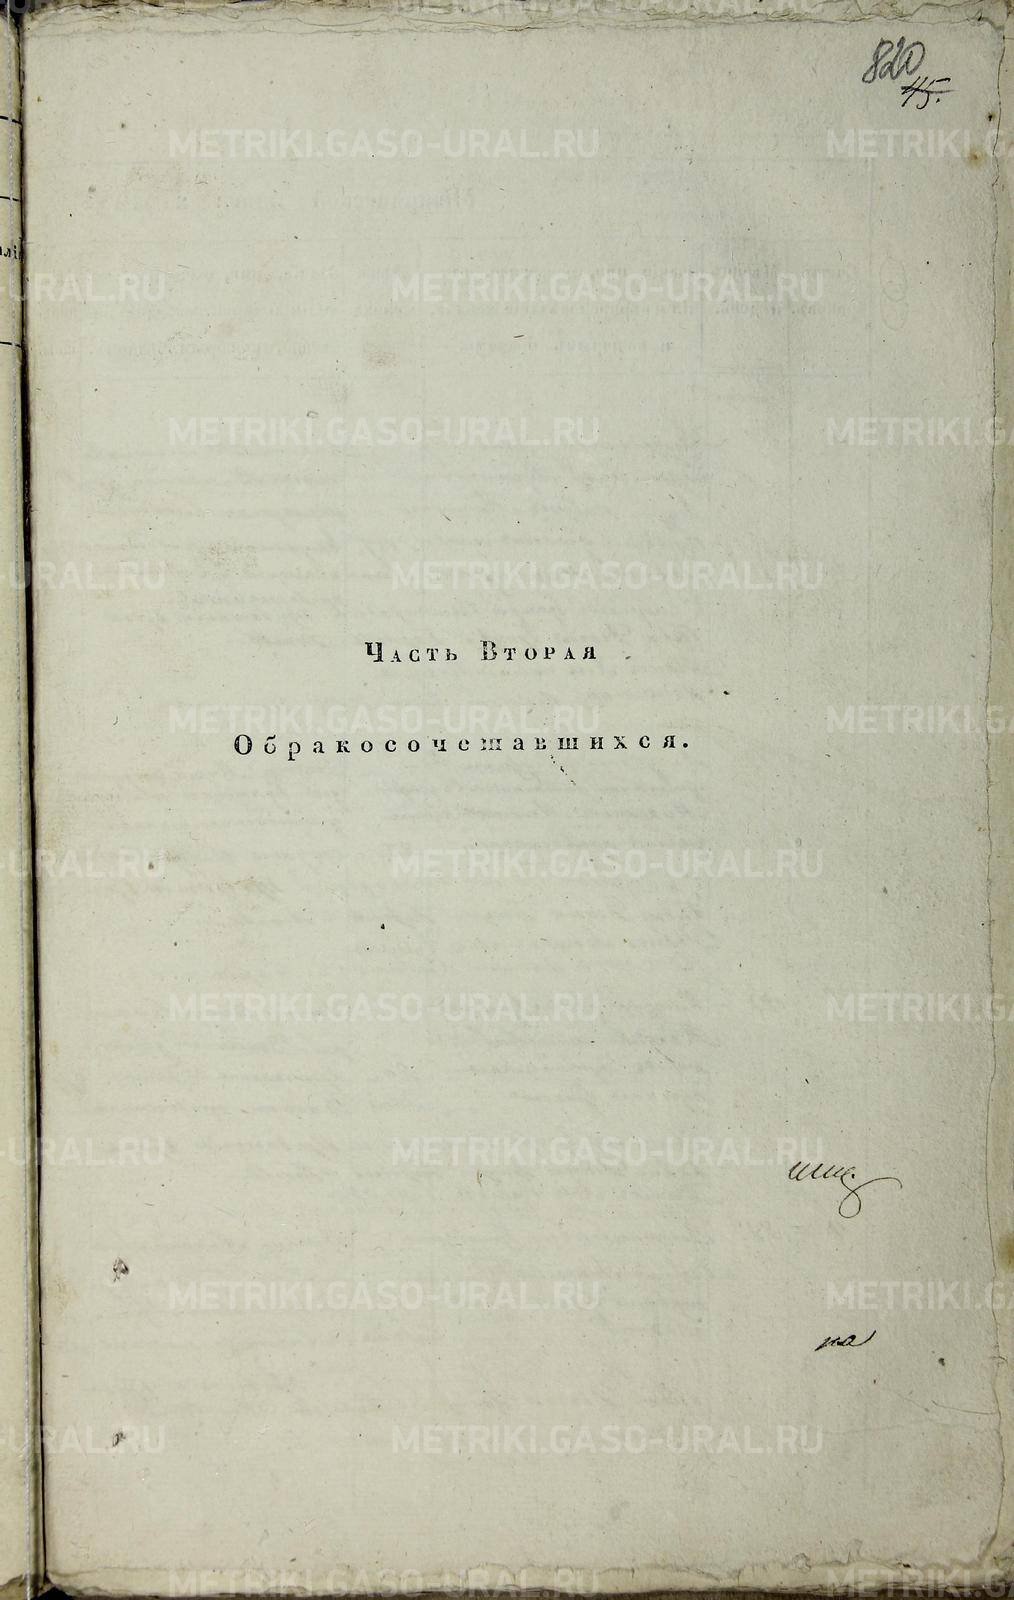 820
45.
Часть Вторая
Обракосочетавшихся.